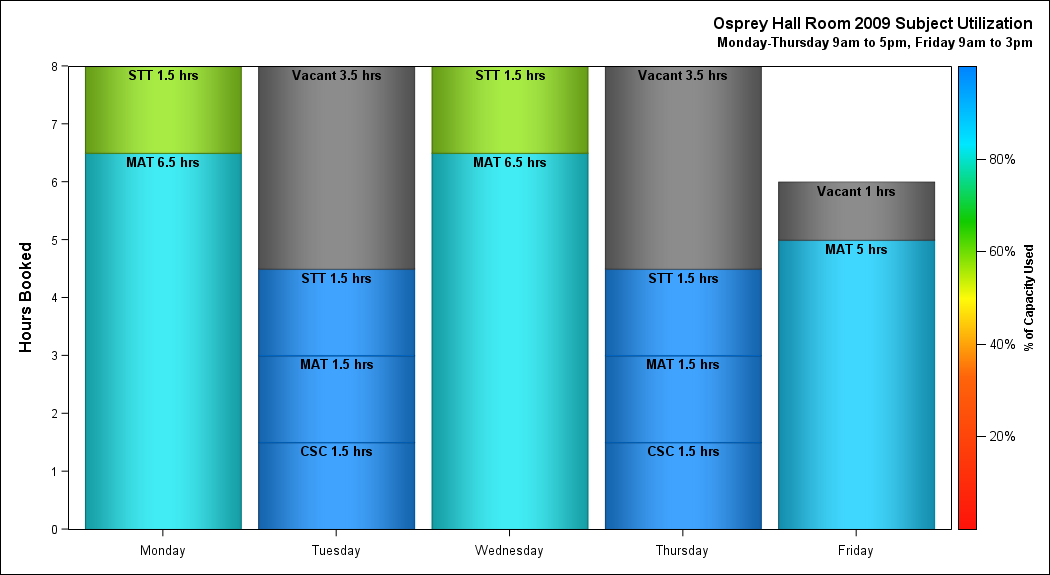 Osprey Hall Room 2009 Subject Utilization
Monday-Thursday 9am to 5pm, Friday 9am to 3pm
Hours Booked
8
7
6
5
4
3
2
1
0
STT 1.5 hrs
MAT 6.5 hrs
Vacant 3.5 hrs
STT 1.5 hrs
MAT 1.5 hrs
CSC 1.5 hrs
STT 1.5 hrs
MAT 6.5 hrs
Vacant 3.5 hrs
STT 1.5 hrs
MAT 1.5 hrs
CSC 1.5 hrs
Vacant 1 hrs
MAT 5 hrs
Monday
Tuesday
Wednesday
Thursday
Friday
80%
60%
40%
20%
% of Capacity Used